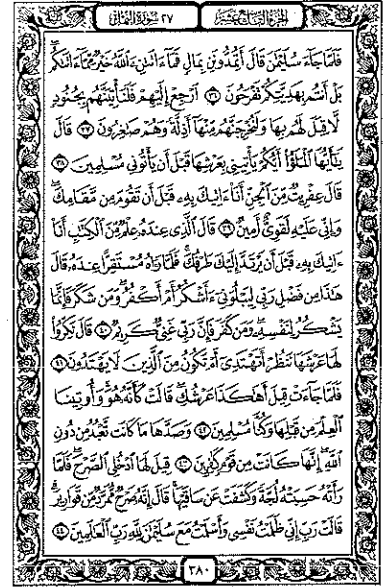 الجزء التاسع عشر
٢٧ سورة النمل
فَلَمَّا جَآءَ سُلَيْمَٰنَ قَالَ أَتُمِدُّونَنِ بِمَالٍ فَمَآ ءَاتَىٰنِۦَ ٱللَّهُ خَيْرٌ مِّمَّآ ءَاتَىٰكُم
بَلْ أَنتُم بِهَدِيَّتِكُمْ تَفْرَحُونَ ٣٦ ٱرْجِعْ إِلَيْهِمْ فَلَنَأْتِيَنَّهُم بِجُنُودٍ
لَّا قِبَلَ لَهُم بِهَا وَلَنُخْرِجَنَّهُم مِّنْهَآ أَذِلَّةً وَهُمْ صَٰغِرُونَ ٣٧ قَالَ
يَٰٓأَيُّهَا ٱلْمَلَؤُا۟ أَيُّكُمْ يَأْتِينِى بِعَرْشِهَا قَبْلَ أَن يَأْتُونِى مُسْلِمِينَ ٣٨
قَالَ عِفْرِيتٌ مِّنَ ٱلْجِنِّ أَنَا۠ ءَاتِيكَ بِهِۦ قَبْلَ أَن تَقُومَ مِن مَّقَامِكَ
وَإِنِّى عَلَيْهِ لَقَوِىٌّ أَمِينٌ ٣٩ قَالَ ٱلَّذِى عِندَهُۥ عِلْمٌ مِّنَ ٱلْكِتَٰبِ أَنَا۠
ءَاتِيكَ بِهِۦ قَبْلَ أَن يَرْتَدَّ إِلَيْكَ طَرْفُكَ فَلَمَّا رَءَاهُ مُسْتَقِرًّا عِندَهُۥ قَالَ
هَٰذَا مِن فَضْلِ رَبِّى لِيَبْلُوَنِىٓ ءَأَشْكُرُ أَمْ أَكْفُرُ وَمَن شَكَرَ فَإِنَّمَا
يَشْكُرُ لِنَفْسِهِۦ وَمَن كَفَرَ فَإِنَّ رَبِّى غَنِىٌّ كَرِيمٌ ٤٠ قَالَ نَكِّرُوا۟
لَهَا عَرْشَهَا نَنظُرْ أَتَهْتَدِىٓ أَمْ تَكُونُ مِنَ ٱلَّذِينَ لَا يَهْتَدُونَ ٤١
فَلَمَّا جَآءَتْ قِيلَ أَهَٰكَذَا عَرْشُكِ قَالَتْ كَأَنَّهُۥ هُوَ وَأُوتِينَا
ٱلْعِلْمَ مِن قَبْلِهَا وَكُنَّا مُسْلِمِينَ ٤٢ وَصَدَّهَا مَا كَانَت تَّعْبُدُ مِن دُونِ
ٱللَّهِ إِنَّهَا كَانَتْ مِن قَوْمٍ كَٰفِرِينَ ٤٣ قِيلَ لَهَا ٱدْخُلِى ٱلصَّرْحَ فَلَمَّا
رَأَتْهُ حَسِبَتْهُ لُجَّةً وَكَشَفَتْ عَن سَاقَيْهَا قَالَ إِنَّهُۥ صَرْحٌ مُّمَرَّدٌ مِّن قَوَارِيرَ
قَالَتْ رَبِّ إِنِّى ظَلَمْتُ نَفْسِى وَأَسْلَمْتُ مَعَ سُلَيْمَٰنَ لِلَّهِ رَبِّ ٱلْعَٰلَمِينَ ٤٤
٣٨٠